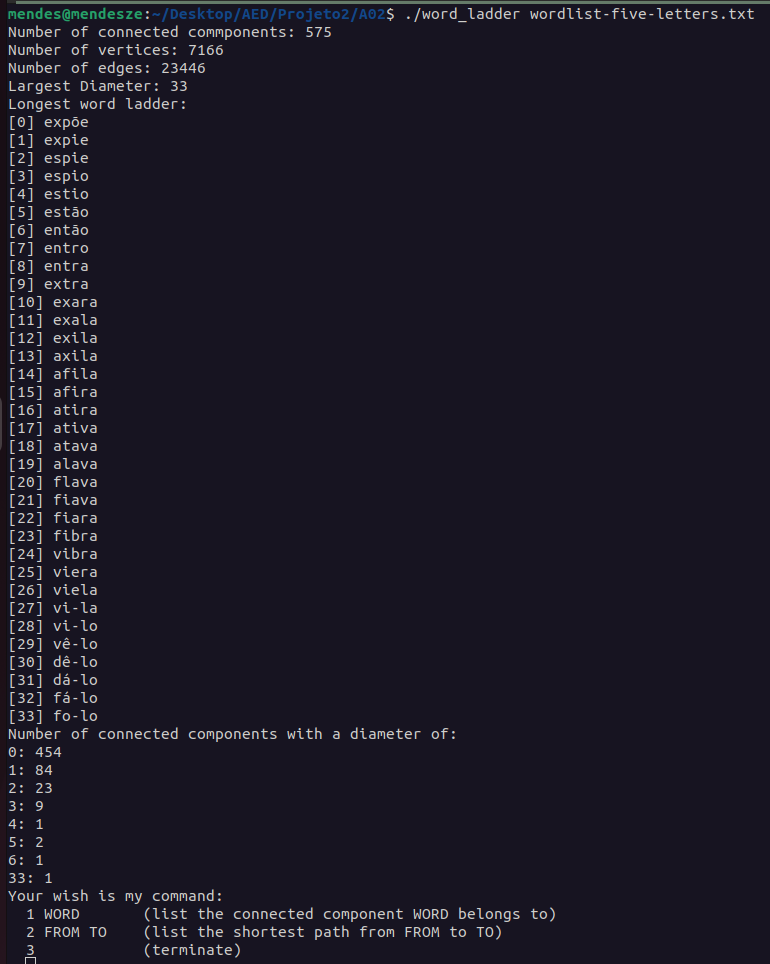 mendes@mendesze:~/Desktop/AED/Projeto2/A02$ ./word_ladder wordlist-five-letters.txt
Number of connected commponents: 575
Number of vertices: 7166
Number of edges: 23446
Largest Diameter: 33
Longest word ladder:
[0] expõe
[1] expie
[2] espie
[3] espio
[4] estio
[5] estão
[6] então
[7] entro
[8] entra
[9] extra
[10] exara
[11] exala
[12] exila
[13] axila
[14] afila
[15] afira
[16] atira
[17] ativa
[18] atava
[19] alava
[20] flava
[21] fiava
[22] fiara
[23] fibra
[24] vibra
[25] viera
[26] viela
[27] vi-la
[28] vi-lo
[29] vê-lo
[30] dê-lo
[31] dá-lo
[32] fá-lo
[33] fo-lo
Number of connected components with a diameter of:
0: 454
1: 84
2: 23
3: 9
4: 1
5: 2
6: 1
33: 1
Your wish is my command:
  1 WORD       (list the connected component WORD belongs to)
  2 FROM TO    (list the shortest path from FROM to TO)
  3            (terminate)